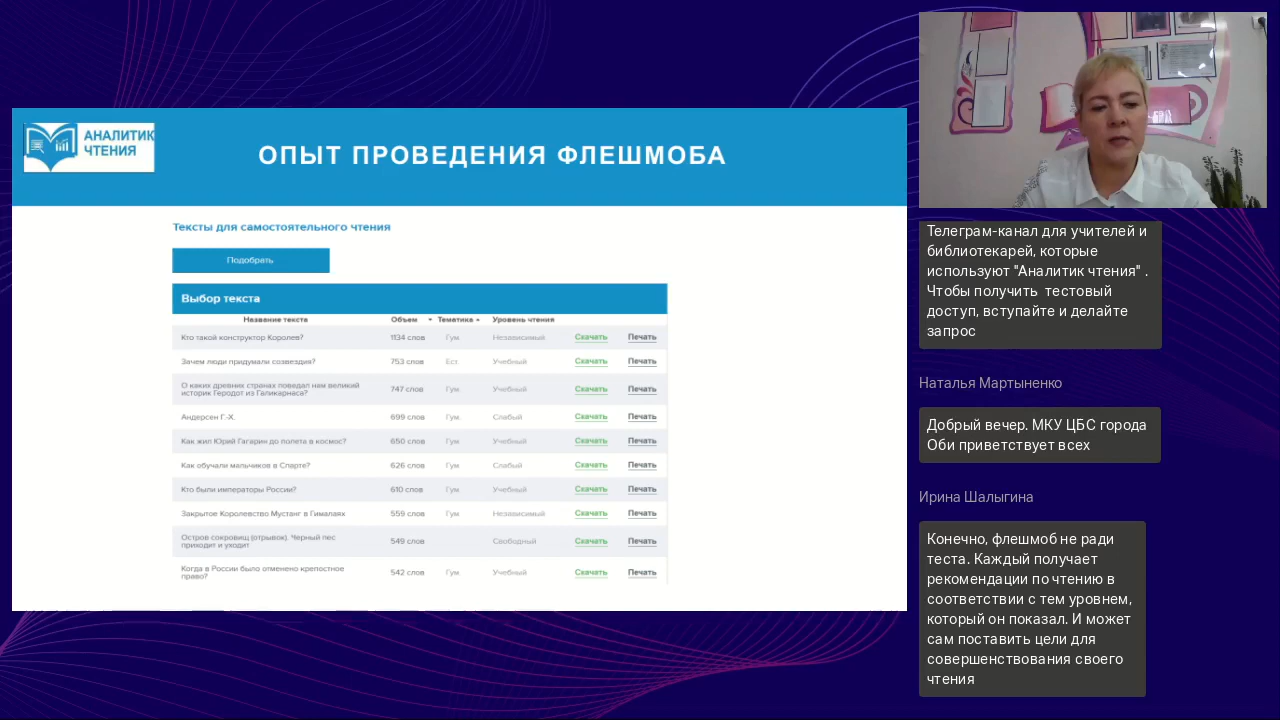 АНАЛИТИК
ЧТЕНИЯ
ОПЫТ ПРОВЕДЕНИЯ ФЛЕШМОБА
Тексты для самостоятельного чтения
Подобрать
Выбор текста
Название текста Объем Тематика Уровень чтения
Кто такой конструктор Королев? 1134 слов Гум. Независимый Скачать Печать
Зачем люди придумали созвездия? 753 слов Ест. Учебный Скачать Печать
О каких древних странах поведал нам великий
историк Геродот из Галикарнаса? 747 слов Гум. Учебный Скачать Печать
Андерсен Г.-Х. 699 слов Гум. Слабый Скачать Печать
Как жил Юрий Гагарин до полета в космос? 650 слов Гум. Учебный Скачать Печать
Как обучали мальчиков в Спарте? 626 слов Гум. Слабый Скачать Печать
Кто были императоры России? 610 слов Гум. Учебный Скачать Печать
Закрытое Королевство Мустанг в Гималаях 559 слов Гум. Независимый Скачать Печать
Остров сокровищ (отрывок). Черный пес
приходит и уходит 549 слов Свободный Скачать Печать
Когда в России было отменено крепостное
право? 542 слов Гум. Учебный Скачать Печать
Телеграм-канал для учителей и
библиотекарей, которые
используют "Аналитик чтения" .
Чтобы получить тестовый
доступ, вступайте и делайте
запрос
Наталья Мартыненко
Добрый вечер. МКУ ЦБС города
Оби приветствует всех
Ирина Шалыгина
Конечно, флешмоб не ради
теста. Каждый получает
рекомендации по чтению в
соответствии с тем уровнем,
который он показал. И может
сам поставить цели для
совершенствования своего
чтения